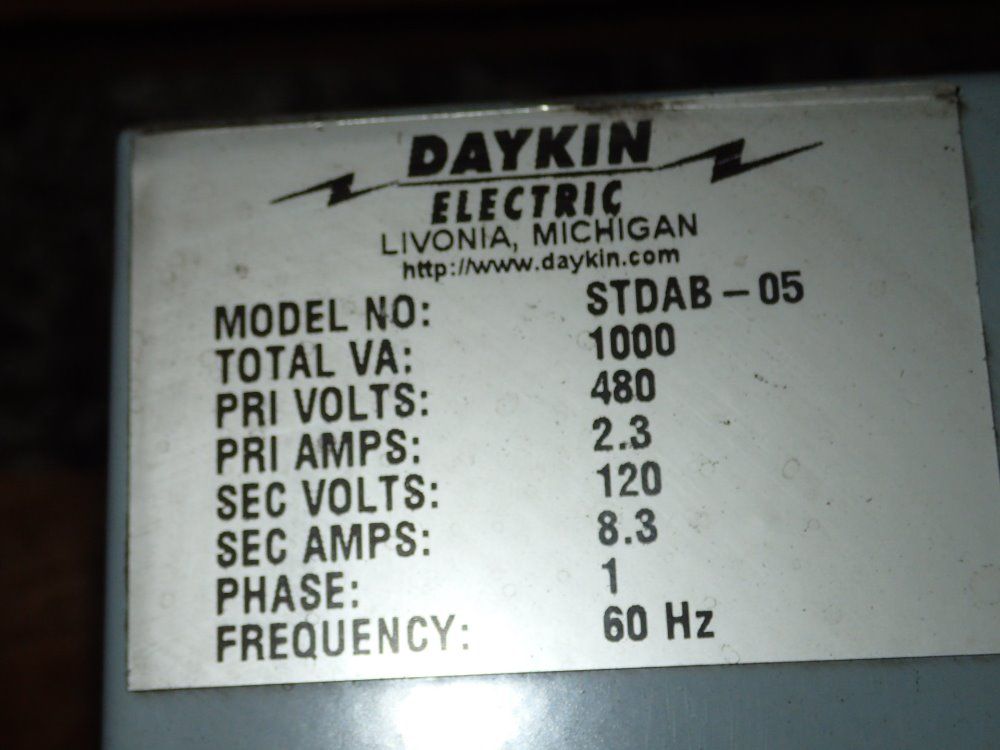 DAYKIN
ELECTRIC
LIVONIA, MICHIGAN
http://www.daykin.com
MODEL NO: STDAB-05
TOTAL VA: 1000
PRI VOLTS: 480
PRI AMPS: 2.3
SEC VOLTS: 120
SEC AMPS: 8.3
PHASE: 1
FREQUENCY: 60 Hz